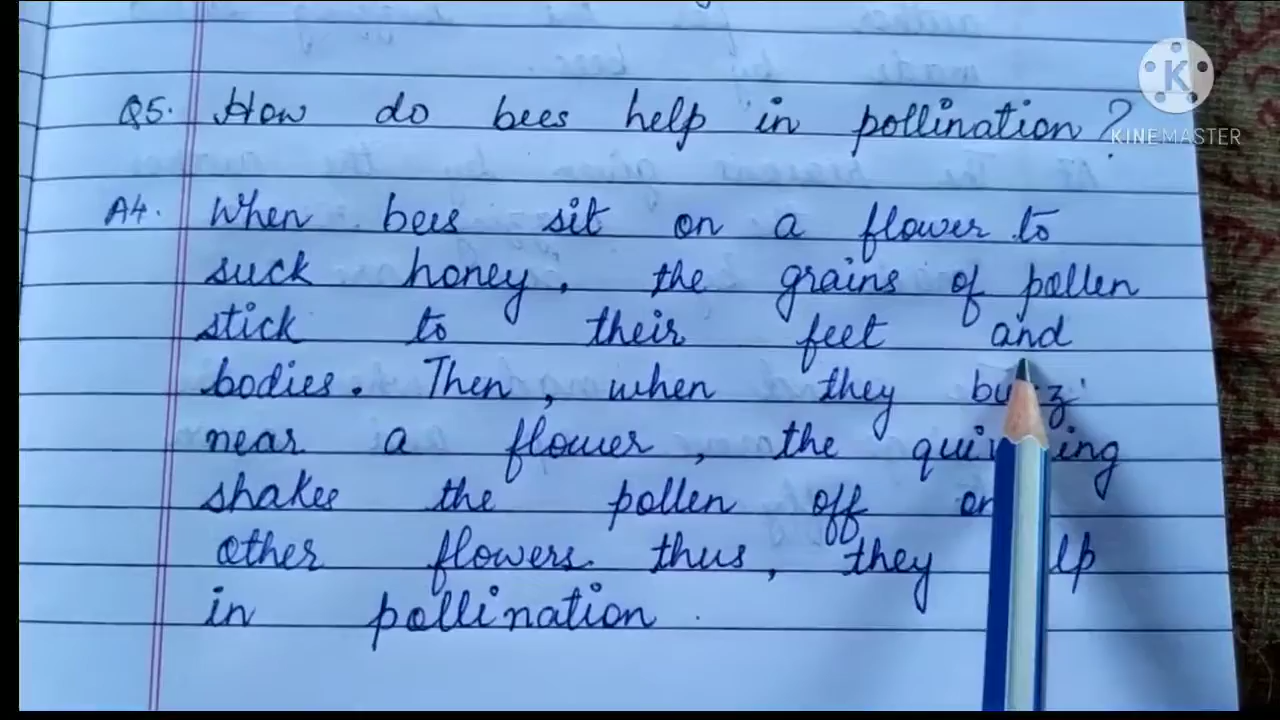 Q5. How do bees help in pollination?
A4. When bees sit on a flower to
suck honey, the grains of pollen
stick to their feet and
bodies. Then, when they buzz
near a flower, the
shakes the pollen off
other flowers. thus, they
in pollination.
K
KINEMASTER